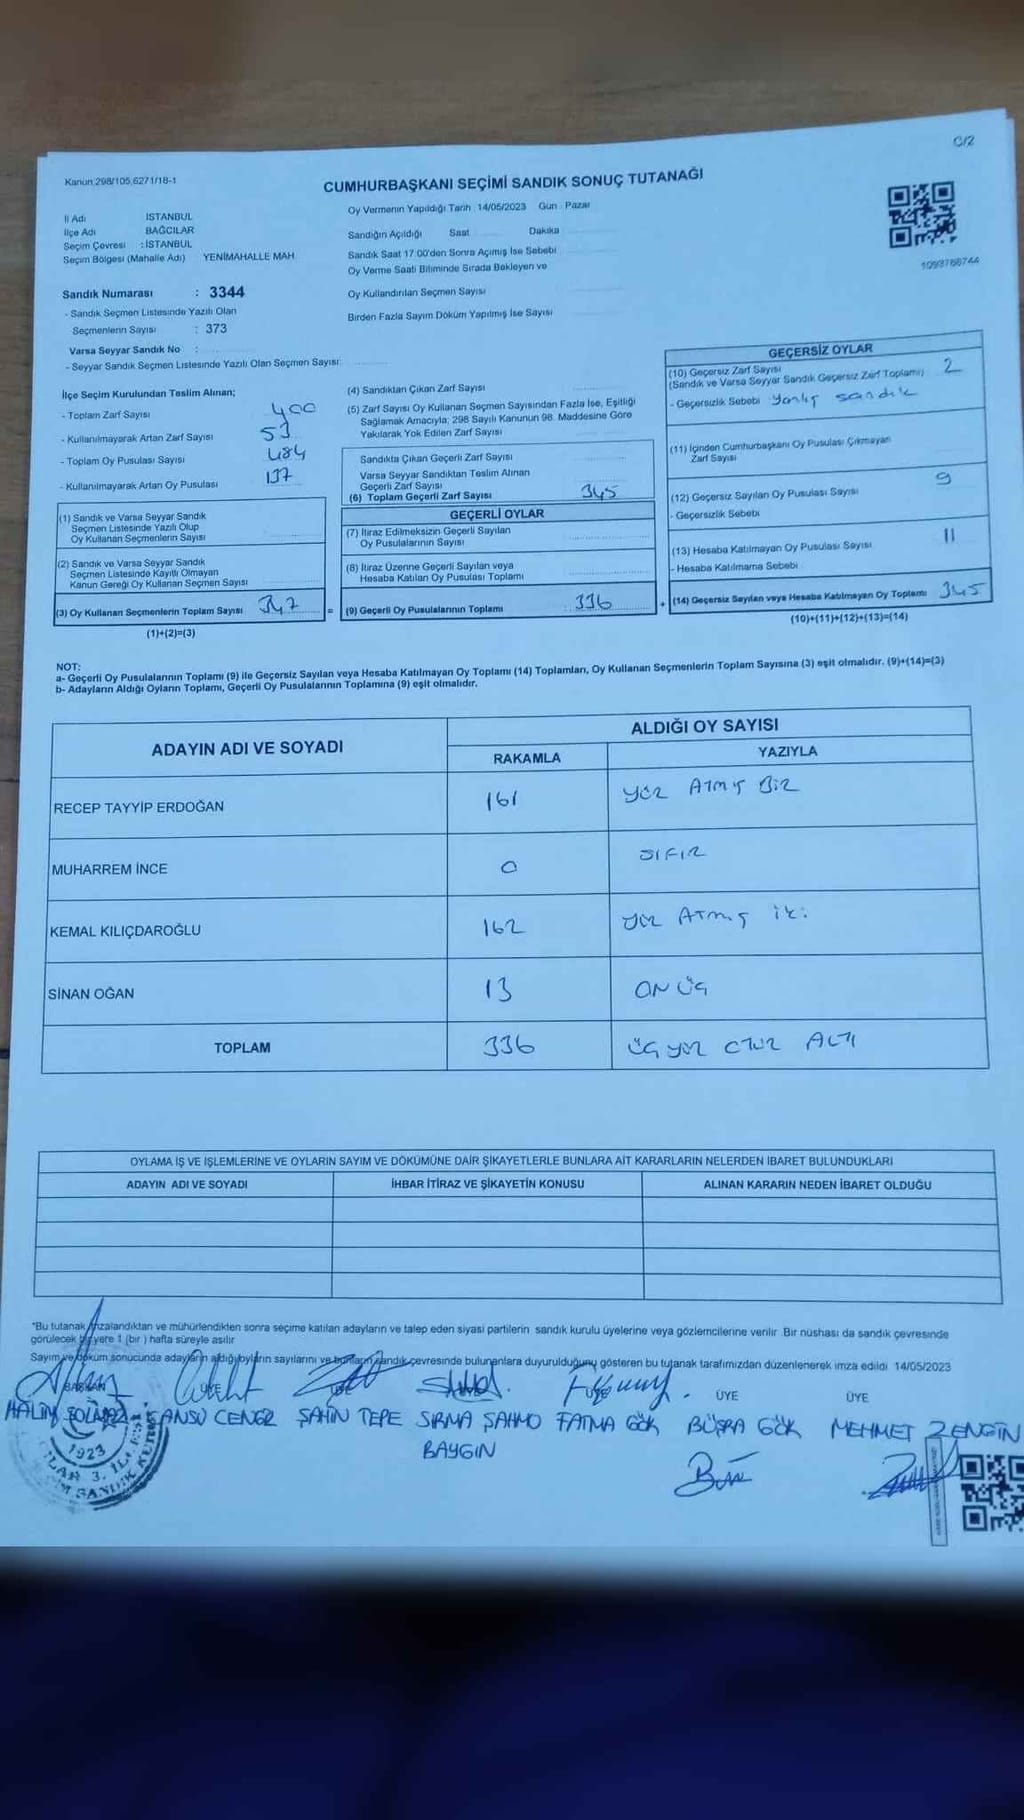 C/2
Kanun 298/105,6271/18-1
CUMHURBAŞKANI SEÇİMİ SANDIK SONUÇ TUTANAĞI
İl Adı İSTANBUL
İlçe Adı BAĞCILAR
Seçim Çevresi : İSTANBUL
Seçim Bölgesi (Mahalle Adı) YENİMAHALLE MAH
Sandık Numarası : 3344
- Sandık Seçmen Listesinde Yazılı Olan
Seçmenlerin Sayısı : 373
Varsa Seyyar Sandık No :
- Seyyar Sandık Seçmen Listesinde Yazılı Olan Seçmen Sayısı:
Oy Vermenin Yapıldığı Tarih 14/05/2023 Gün Pazar
Sandığın Açıldığı Saat Dakika
Sandık Saat 17:00'den Sonra Açımış İse Sebebi
Oy Verme Saati Bitiminde Sırada Bekleyen ve
Oy Kullandırılan Seçmen Sayısı
Birden Fazla Sayım Döküm Yapılmış İse Sayısı
1093766744
İlçe Seçim Kurulundan Teslim Alınan;
- Toplam Zarf Sayısı 400
- Kullanılmayarak Artan Zarf Sayısı 53
- Toplam Oy Pusulası Sayısı 484
- Kullanılmayarak Artan Oy Pusulası 137
(1) Sandık ve Varsa Seyyar Sandık
Seçmen Listesinde Yazılı Olup
Oy Kullanan Seçmenlerin Sayısı
(2) Sandık ve Varsa Seyyar Sandık
Seçmen Listesinde Kayıtlı Olmayan
Kanun Gereği Oy Kullanan Seçmen Sayısı
(3) Oy Kullanan Seçmenlerin Toplam Sayısı 347 =
(1)+(2)=(3)
(4) Sandıktan Çıkan Zarf Sayısı
(5) Zarf Sayısı Oy Kullanan Seçmen Sayısından Fazla İse, Eşitliği
Sağlamak Amacıyla; 298 Sayılı Kanunun 98. Maddesine Göre
Yakılarak Yok Edilen Zarf Sayısı
Sandıkta Çıkan Geçerli Zarf Sayısı
Varsa Seyyar Sandıktan Teslim Alınan
Geçerli Zarf Sayısı
(6) Toplam Geçerli Zarf Sayısı 345
GEÇERLİ OYLAR
(7) İtiraz Edilmeksizin Geçerli Sayılan
Oy Pusulalarının Sayısı
(8) İtiraz Üzerine Geçerli Sayılan veya
Hesaba Katılan Oy Pusulası Toplamı
(9) Geçerli Oy Pusulalarının Toplamı 336 +
GEÇERSİZ OYLAR
(10) Geçersiz Zarf Sayısı 2
(Sandık ve Varsa Seyyar Sandık Geçersiz Zarf Toplamı)
- Geçersizlik Sebebi Yanlış sandık
(11) İçinden Cumhurbaşkanı Oy Pusulası Çıkmayan
Zarf Sayısı
(12) Geçersiz Sayılan Oy Pusulası Sayısı 9
- Geçersizlik Sebebi
(13) Hesaba Katılmayan Oy Pusulası Sayısı 11
- Hesaba Katılmama Sebebi
(14) Geçersiz Sayılan veya Hesaba Katılmayan Oy Toplamı 345
(10)+(11)+(12)+(13)=(14)
NOT:
a- Geçerli Oy Pusulalarının Toplamı (9) ile Geçersiz Sayılan veya Hesaba Katılmayan Oy Toplamı (14) Toplamları, Oy Kullanan Seçmenlerin Toplam Sayısına (3) eşit olmalıdır. (9)+(14)=(3)
b- Adayların Aldığı Oyların Toplamı, Geçerli Oy Pusulalarının Toplamına (9) eşit olmalıdır.
ADAYIN ADI VE SOYADI ALDIĞI OY SAYISI
RAKAMLA YAZIYLA
RECEP TAYYİP ERDOĞAN 161 YÜZ ATMIŞ BİR
MUHARREM İNCE 0 SIFIR
KEMAL KILIÇDAROĞLU 162 YÜZ ATMIŞ İKİ
SİNAN OĞAN 13 ON ÜÇ
TOPLAM 336 ÜÇ YÜZ OTUZ ALTI
OYLAMA İŞ VE İŞLEMLERİNE VE OYLARIN SAYIM VE DÖKÜMÜNE DAİR ŞİKAYETLERLE BUNLARA AİT KARARLARIN NELERDEN İBARET BULUNDUKLARI
ADAYIN ADI VE SOYADI İHBAR İTİRAZ VE ŞİKAYETİN KONUSU ALINAN KARARIN NEDEN İBARET OLDUĞU
*Bu tutanak imzalandıktan ve mühürlendikten sonra seçime katılan adayların ve talep eden siyasi partilerin sandık kurulu üyelerine veya gözlemcilerine verilir. Bir nüshası da sandık çevresinde
görülecek bir yere 1 (bir ) hafta süreyle asılır
Sayım ve döküm sonucunda adayların aldığı oyların sayılarını ve bunların sandık çevresinde bulunanlara duyurulduğunu gösteren bu tutanak tarafımızdan düzenlenerek imza edildi 14/05/2023
BAŞKAN ÜYE ÜYE ÜYE ÜYE
HALİM CANSU CENGİZ ŞAHİN TEPE SIRMA ŞAHMO FATMA GÖK BÜŞRA GÖK MEHMET ZENGİN
BAYGIN
1923